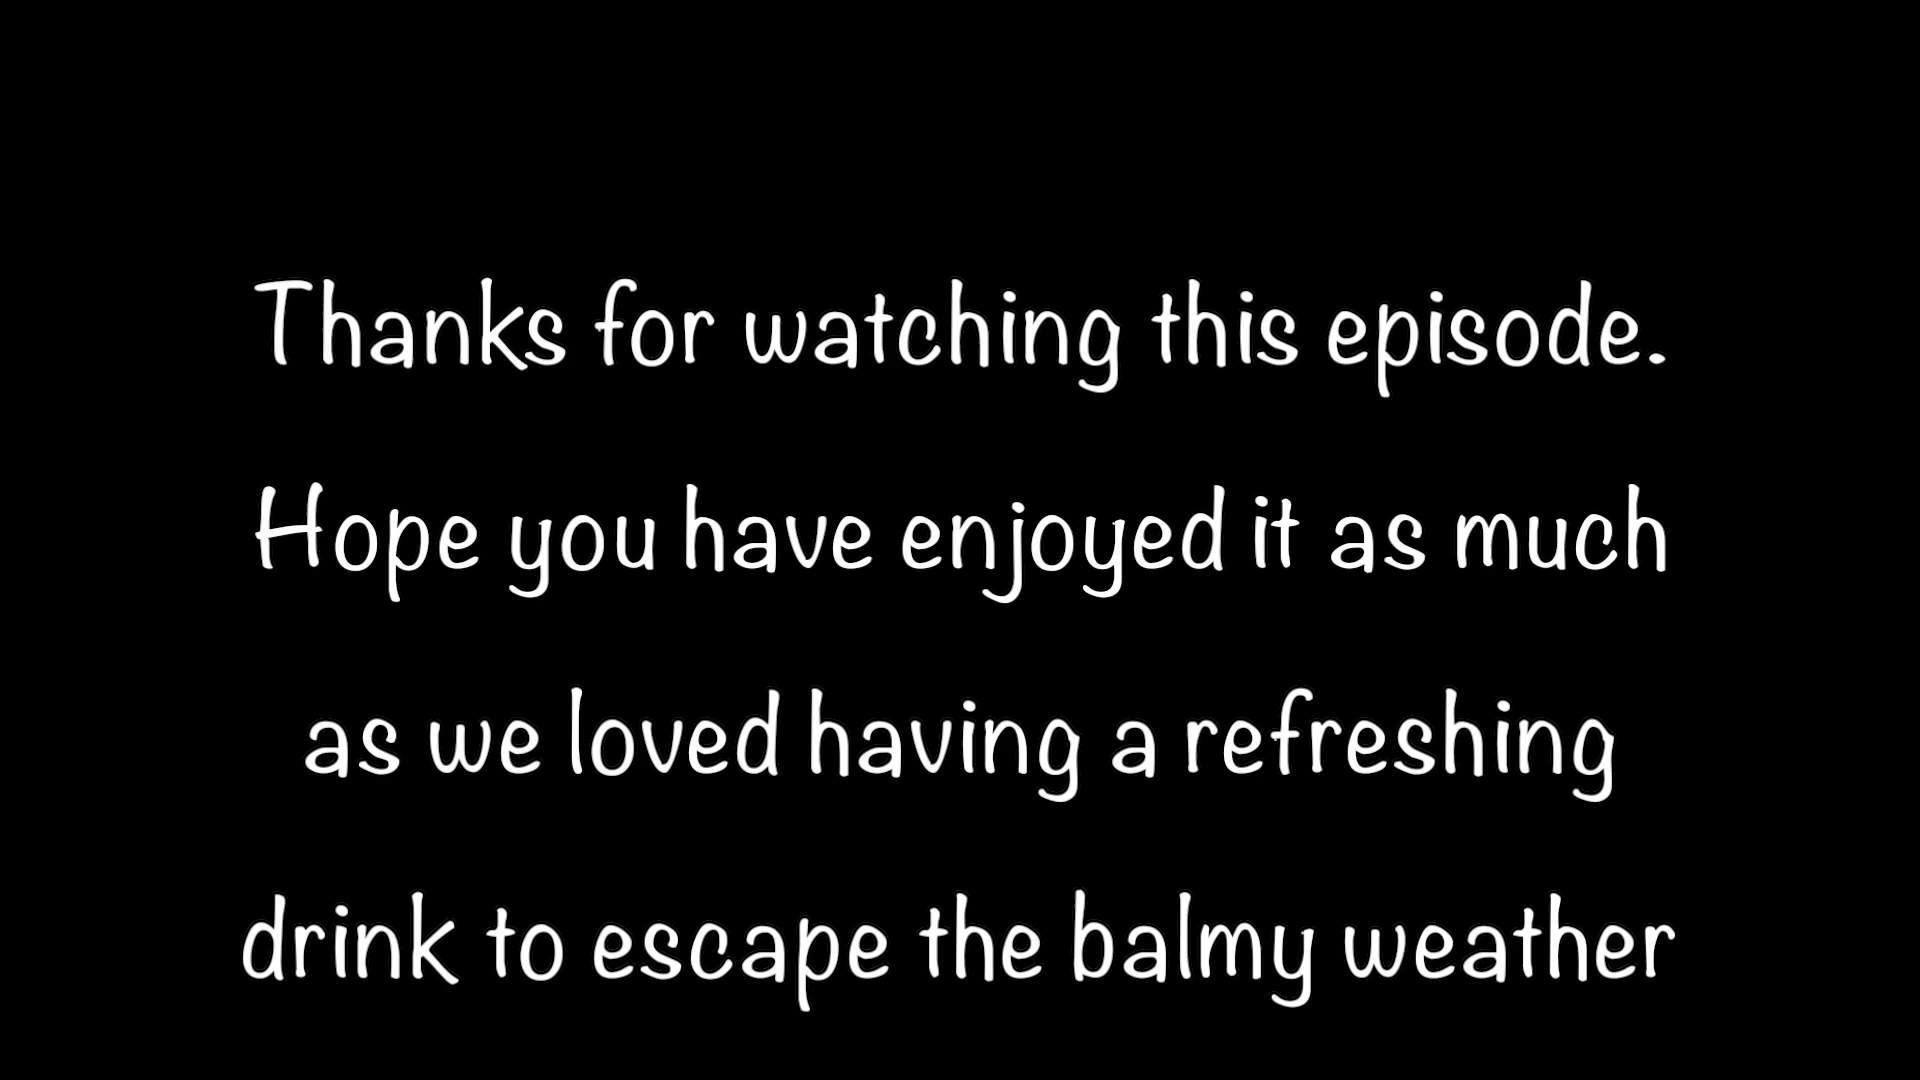 Thanks for watching this episode.
Hope you have enjoyed it as much
as we loved having a refreshing
drink to escape the balmy weather